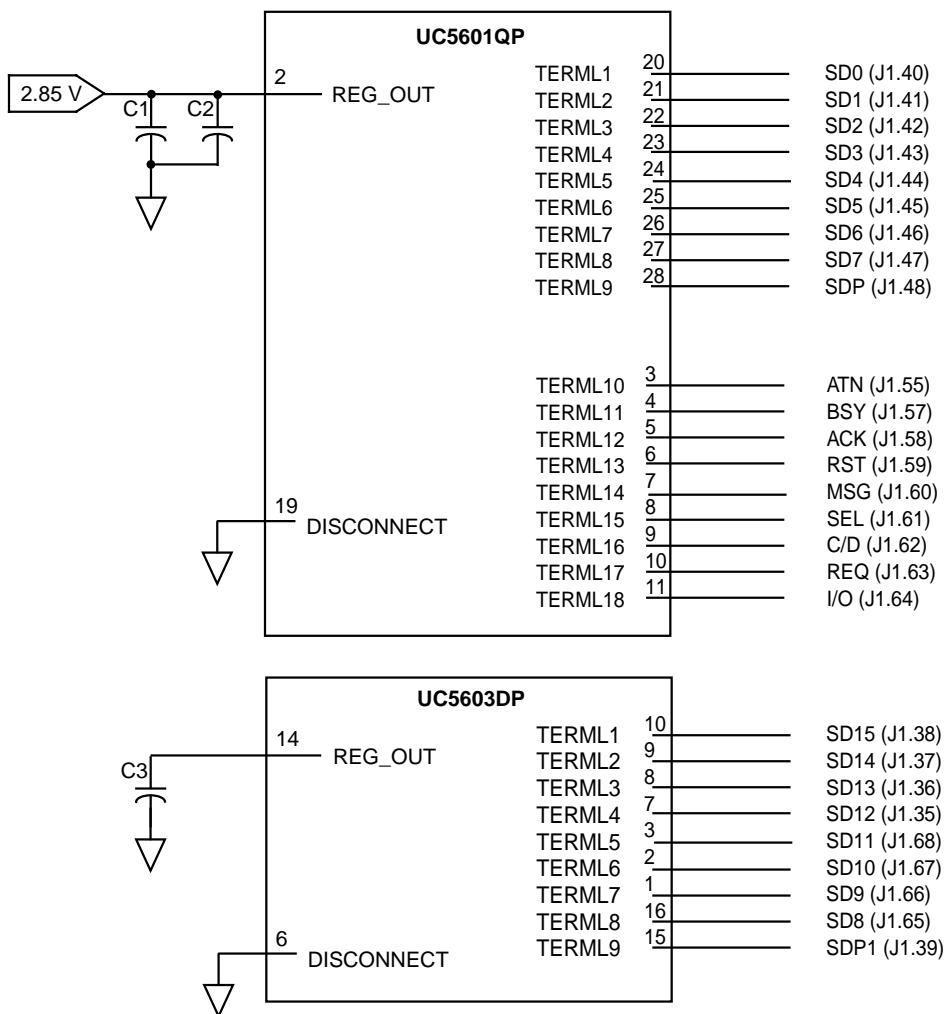 UC5601QP
2.85 V
C1
C2
2
REG_OUT
19
DISCONNECT
TERML1 20 SD0 (J1.40)
TERML2 21 SD1 (J1.41)
TERML3 22 SD2 (J1.42)
TERML4 23 SD3 (J1.43)
TERML5 24 SD4 (J1.44)
TERML6 25 SD5 (J1.45)
TERML7 26 SD6 (J1.46)
TERML8 27 SD7 (J1.47)
TERML9 28 SDP (J1.48)
TERML10 3 ATN (J1.55)
TERML11 4 BSY (J1.57)
TERML12 5 ACK (J1.58)
TERML13 6 RST (J1.59)
TERML14 7 MSG (J1.60)
TERML15 8 SEL (J1.61)
TERML16 9 C/D (J1.62)
TERML17 10 REQ (J1.63)
TERML18 11 I/O (J1.64)
UC5603DP
C3
14
REG_OUT
6
DISCONNECT
TERML1 10 SD15 (J1.38)
TERML2 9 SD14 (J1.37)
TERML3 8 SD13 (J1.36)
TERML4 7 SD12 (J1.35)
TERML5 3 SD11 (J1.68)
TERML6 2 SD10 (J1.67)
TERML7 1 SD9 (J1.66)
TERML8 16 SD8 (J1.65)
TERML9 15 SDP1 (J1.39)